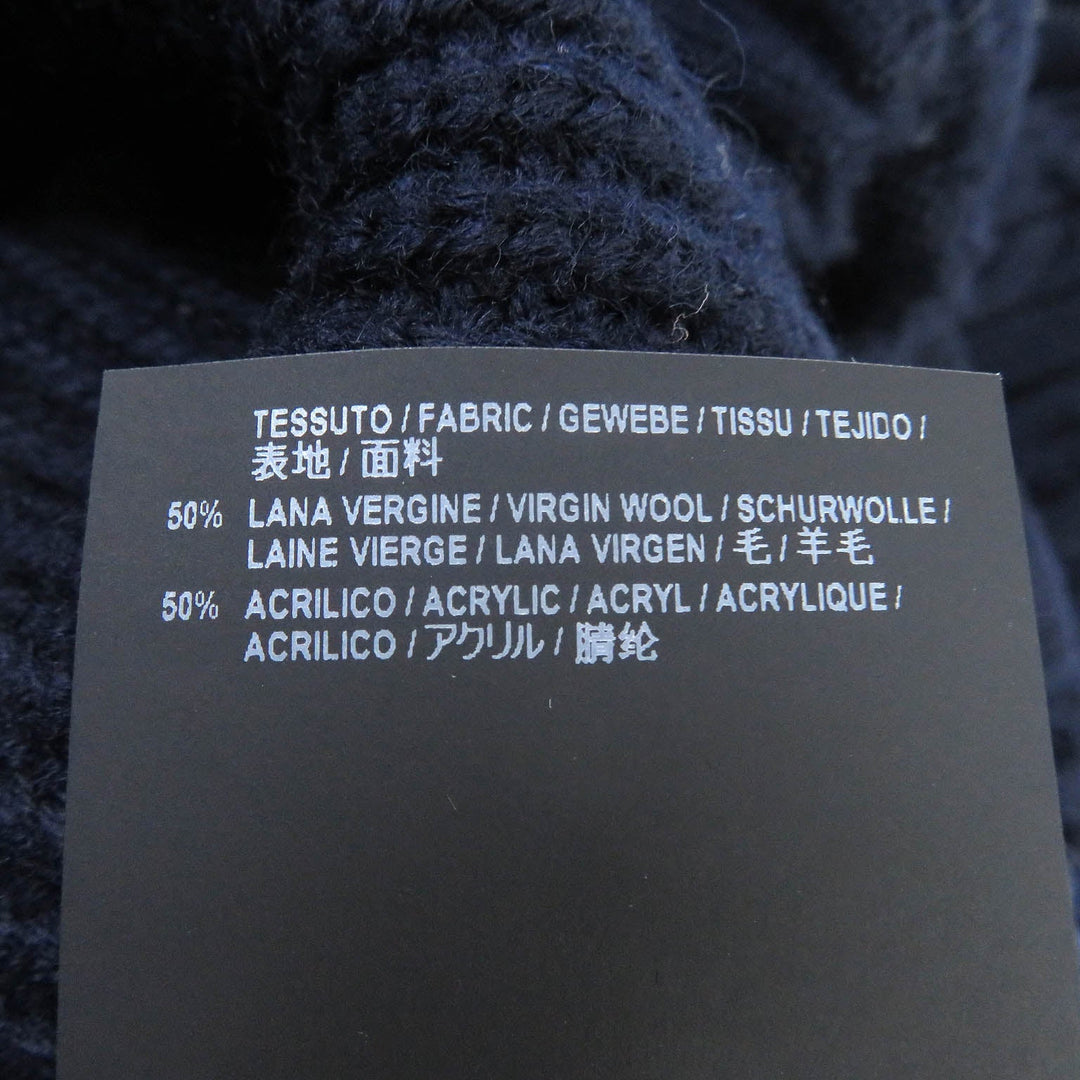 TESSUTO / FABRIC / GEWEBE / TISSU / TEJIDO /
表地 / 面料
50% LANA VERGINE / VIRGIN WOOL / SCHURWOLLE /
LAINE VIERGE / LANA VIRGEN / 毛 / 羊毛
50% ACRILICO / ACRYLIC / ACRYL / ACRYLIQUE /
ACRILICO / アクリル / 腈纶